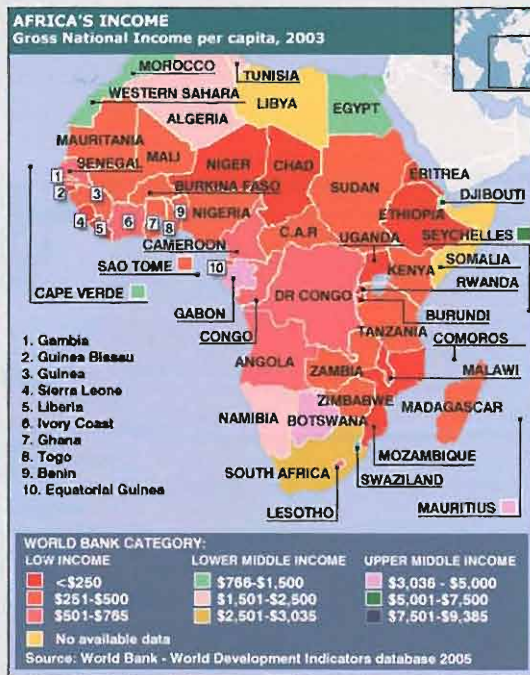 AFRICA'S INCOME
Gross National Income per capita, 2003
MOROCCO
TUNISIA
WESTERN SAHARA
LIBYA
EGYPT
ALGERIA
MAURITANIA
MALI
NIGER
CHAD
ERITREA
SENEGAL
1
SUDAN
DJIBOUTI
2
3
BURKINA FASO
9
4
5
6
7
8
NIGERIA
ETHIOPIA
C.A.R
UGANDA
SEYCHELLES
CAMEROON
SOMALIA
SAO TOME
10
KENYA
RWANDA
CAPE VERDE
DR CONGO
GABON
BURUNDI
CONGO
TANZANIA
COMOROS
1. Gambia
2. Guinea Bissau
3. Guinea
4. Sierra Leone
5. Liberia
6. Ivory Coast
7. Ghana
8. Togo
9. Benin
10. Equatorial Guinea
ANGOLA
ZAMBIA
MALAWI
ZIMBABWE
MADAGASCAR
NAMIBIA
BOTSWANA
MOZAMBIQUE
SOUTH AFRICA
SWAZILAND
LESOTHO
MAURITIUS
WORLD BANK CATEGORY:
LOW INCOME
<$250
$251-$500
$501-$765
No available data
LOWER MIDDLE INCOME
$766-$1,500
$1,501-$2,500
$2,501-$3,035
UPPER MIDDLE INCOME
$3,036 - $5,000
$5,001-$7,500
$7,501-$9,385
Source: World Bank - World Development Indicators database 2005